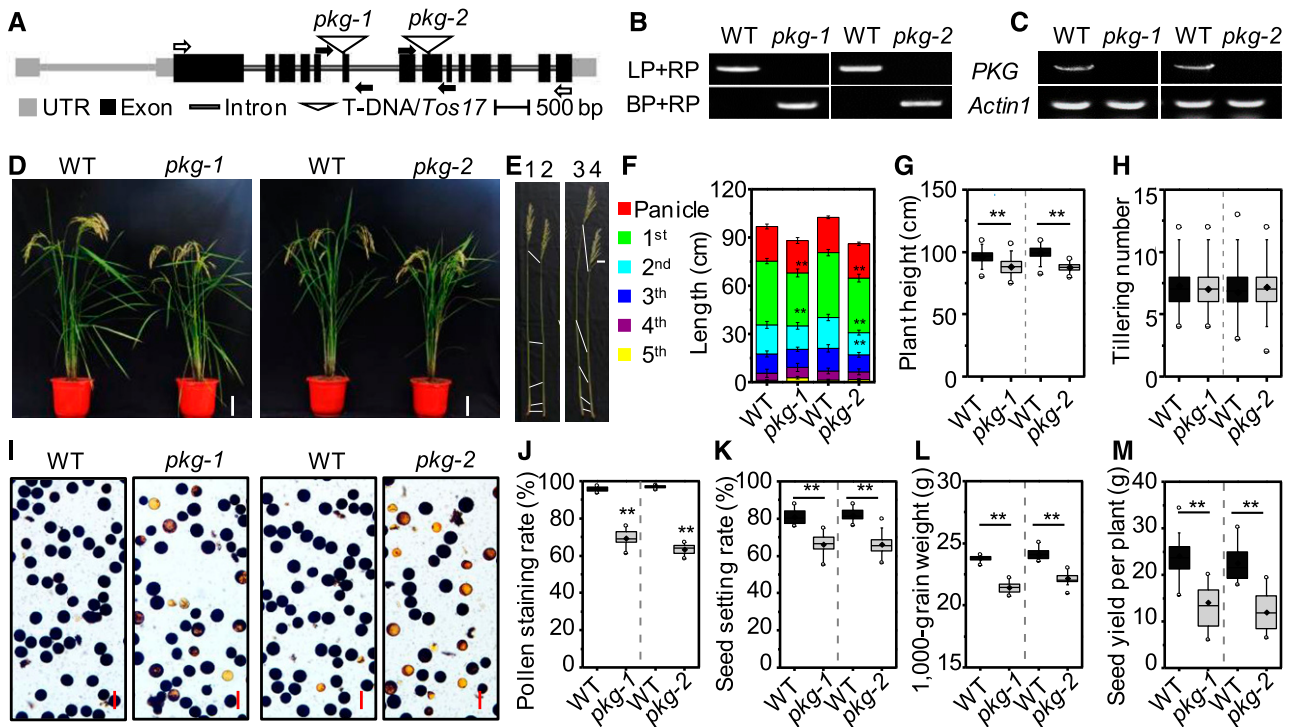 A
pkg-1 pkg-2
UTR Exon Intron T-DNA/Tos17 500 bp
B
WT pkg-1 WT pkg-2
LP+RP
BP+RP
C
WT pkg-1 WT pkg-2
PKG
Actin1
D
WT pkg-1 WT pkg-2
E
1 2 3 4
F
Panicle
1st
2nd
3th
4th
5th
Length (cm)
120
90
60
30
0
**
**
**
**
**
WT pkg-1 WT pkg-2
G
Plant height (cm)
150
100
50
0
** **
WT pkg-1 WT pkg-2
H
Tillering number
15
10
5
0
WT pkg-1 WT pkg-2
I
WT pkg-1 WT pkg-2
J
Pollen staining rate (%)
100
80
60
40
20
0
** **
WT pkg-1 WT pkg-2
K
Seed setting rate (%)
100
80
60
40
20
0
** **
WT pkg-1 WT pkg-2
L
1,000-grain weight (g)
30
25
20
15
** **
WT pkg-1 WT pkg-2
M
Seed yield per plant (g)
40
30
20
10
0
** **
WT pkg-1 WT pkg-2